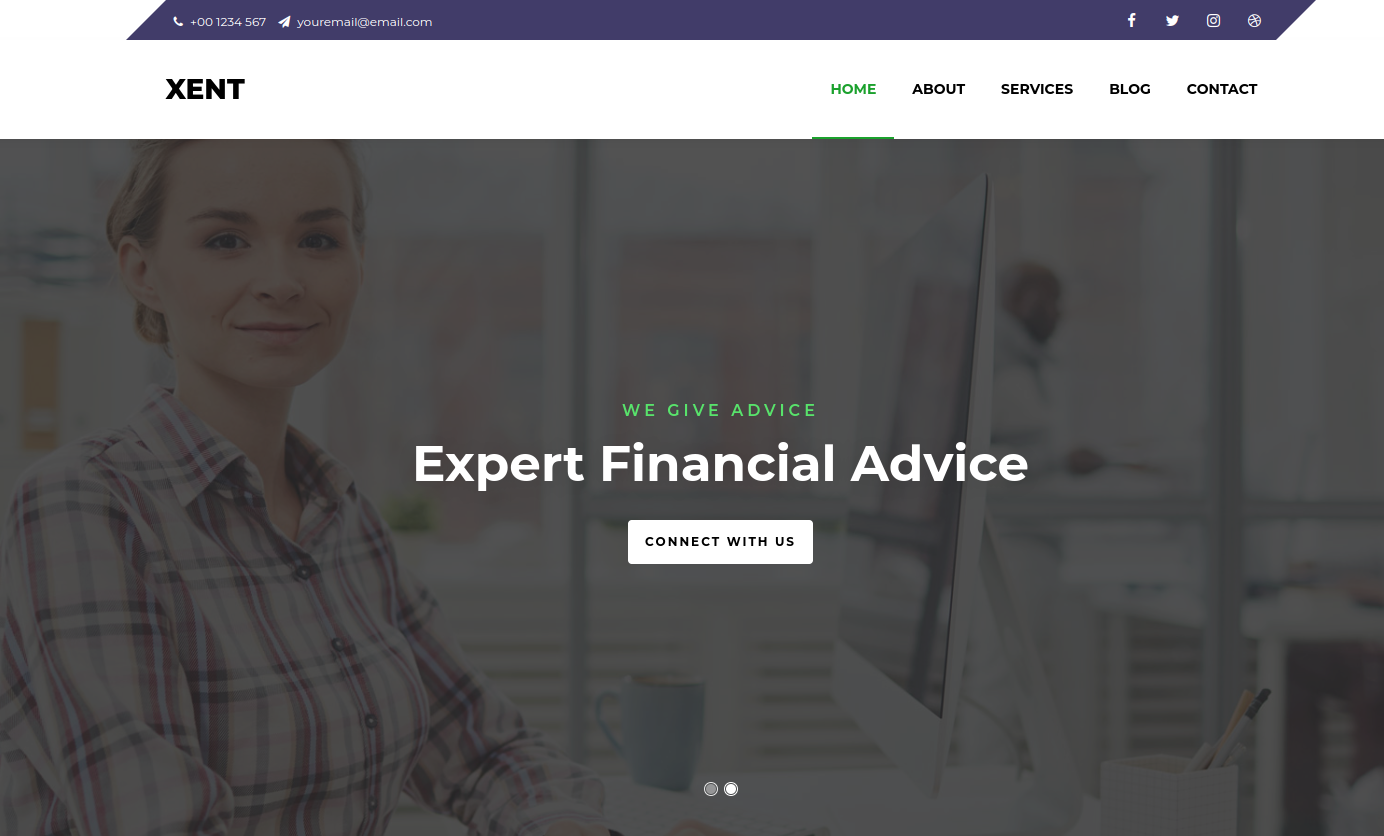 +00 1234 567 youremail@email.com
XENT
HOME ABOUT SERVICES BLOG CONTACT
WE GIVE ADVICE
Expert Financial Advice
CONNECT WITH US